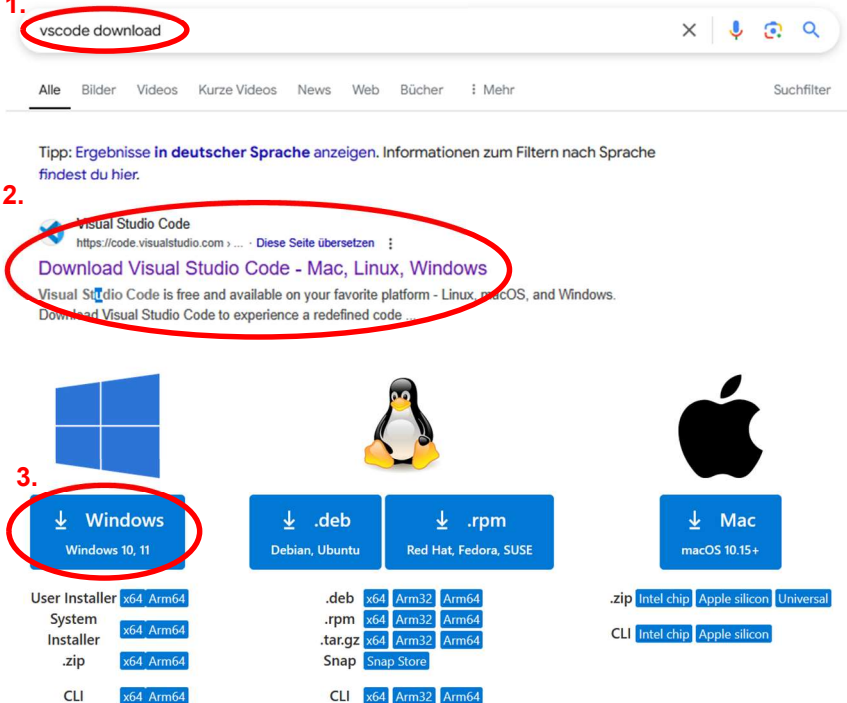 1.
vscode download
Alle Bilder Videos Kurze Videos News Web Bücher Mehr Suchfilter
Tipp: Ergebnisse in deutscher Sprache anzeigen. Informationen zum Filtern nach Sprache
findest du hier.
2.
Visual Studio Code
https://code.visualstudio.com › ... · Diese Seite übersetzen
Download Visual Studio Code - Mac, Linux, Windows
Visual Studio Code is free and available on your favorite platform - Linux, macOS, and Windows.
Download Visual Studio Code to experience a redefined code ...
3.
Windows
Windows 10, 11
.deb
Debian, Ubuntu
.rpm
Red Hat, Fedora, SUSE
Mac
macOS 10.15+
User Installer x64 Arm64
System
Installer x64 Arm64
.zip x64 Arm64
CLI x64 Arm64
.deb x64 Arm32 Arm64
.rpm x64 Arm32 Arm64
.tar.gz x64 Arm32 Arm64
Snap Snap Store
CLI x64 Arm32 Arm64
.zip Intel chip Apple silicon Universal
CLI Intel chip Apple silicon